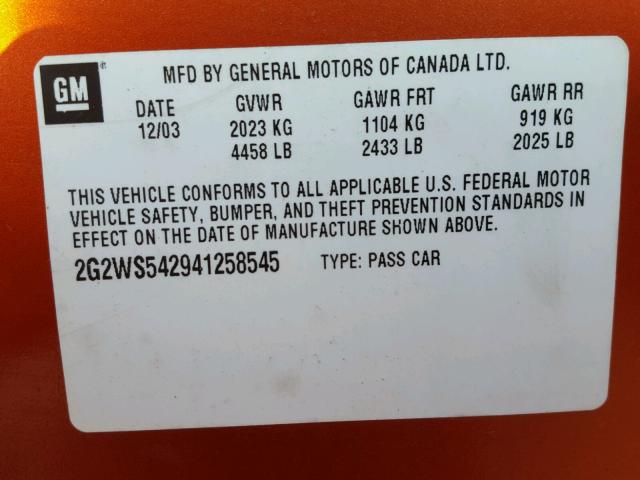 GM ® MFD BY GENERAL MOTORS OF CANADA LTD.
DATE GVWR GAWR FRT GAWR RR
12/03 2023 KG 1104 KG 919 KG
4458 LB 2433 LB 2025 LB
THIS VEHICLE CONFORMS TO ALL APPLICABLE U.S. FEDERAL MOTOR
VEHICLE SAFETY, BUMPER, AND THEFT PREVENTION STANDARDS IN
EFFECT ON THE DATE OF MANUFACTURE SHOWN ABOVE.
2G2WS542941258545 TYPE: PASS CAR